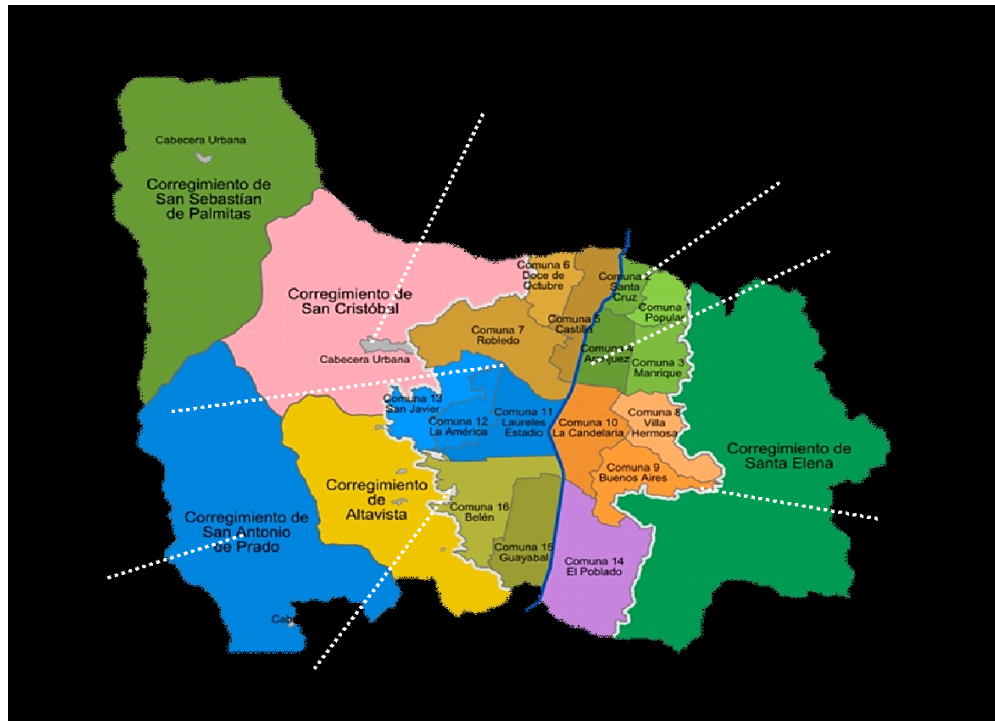 Cabecera Urbana
Corregimiento de
San Sebastían
de Palmitas
Corregimiento de
San Cristóbal
Cabecera Urbana
Comuna 6
Doce de
Octubre
Comuna 5
Castilla
Comuna 2
Santa
Cruz
Comuna
Popular
Comuna 7
Robledo
Comuna 4
Aranjuez
Comuna 3
Manrique
Comuna 13
San Javier
Comuna 12
La América
Comuna 11
Laureles
Estadio
Comuna 10
La Candelaria
Comuna 8
Villa
Hermosa
Comuna 9
Buenos Aires
Corregimiento de
Santa Elena
Corregimiento
de
Altavista
Comuna 16
Belén
Comuna 15
Guayabal
Comuna 14
El Poblado
Corregimiento de
San Antonio
de Prado